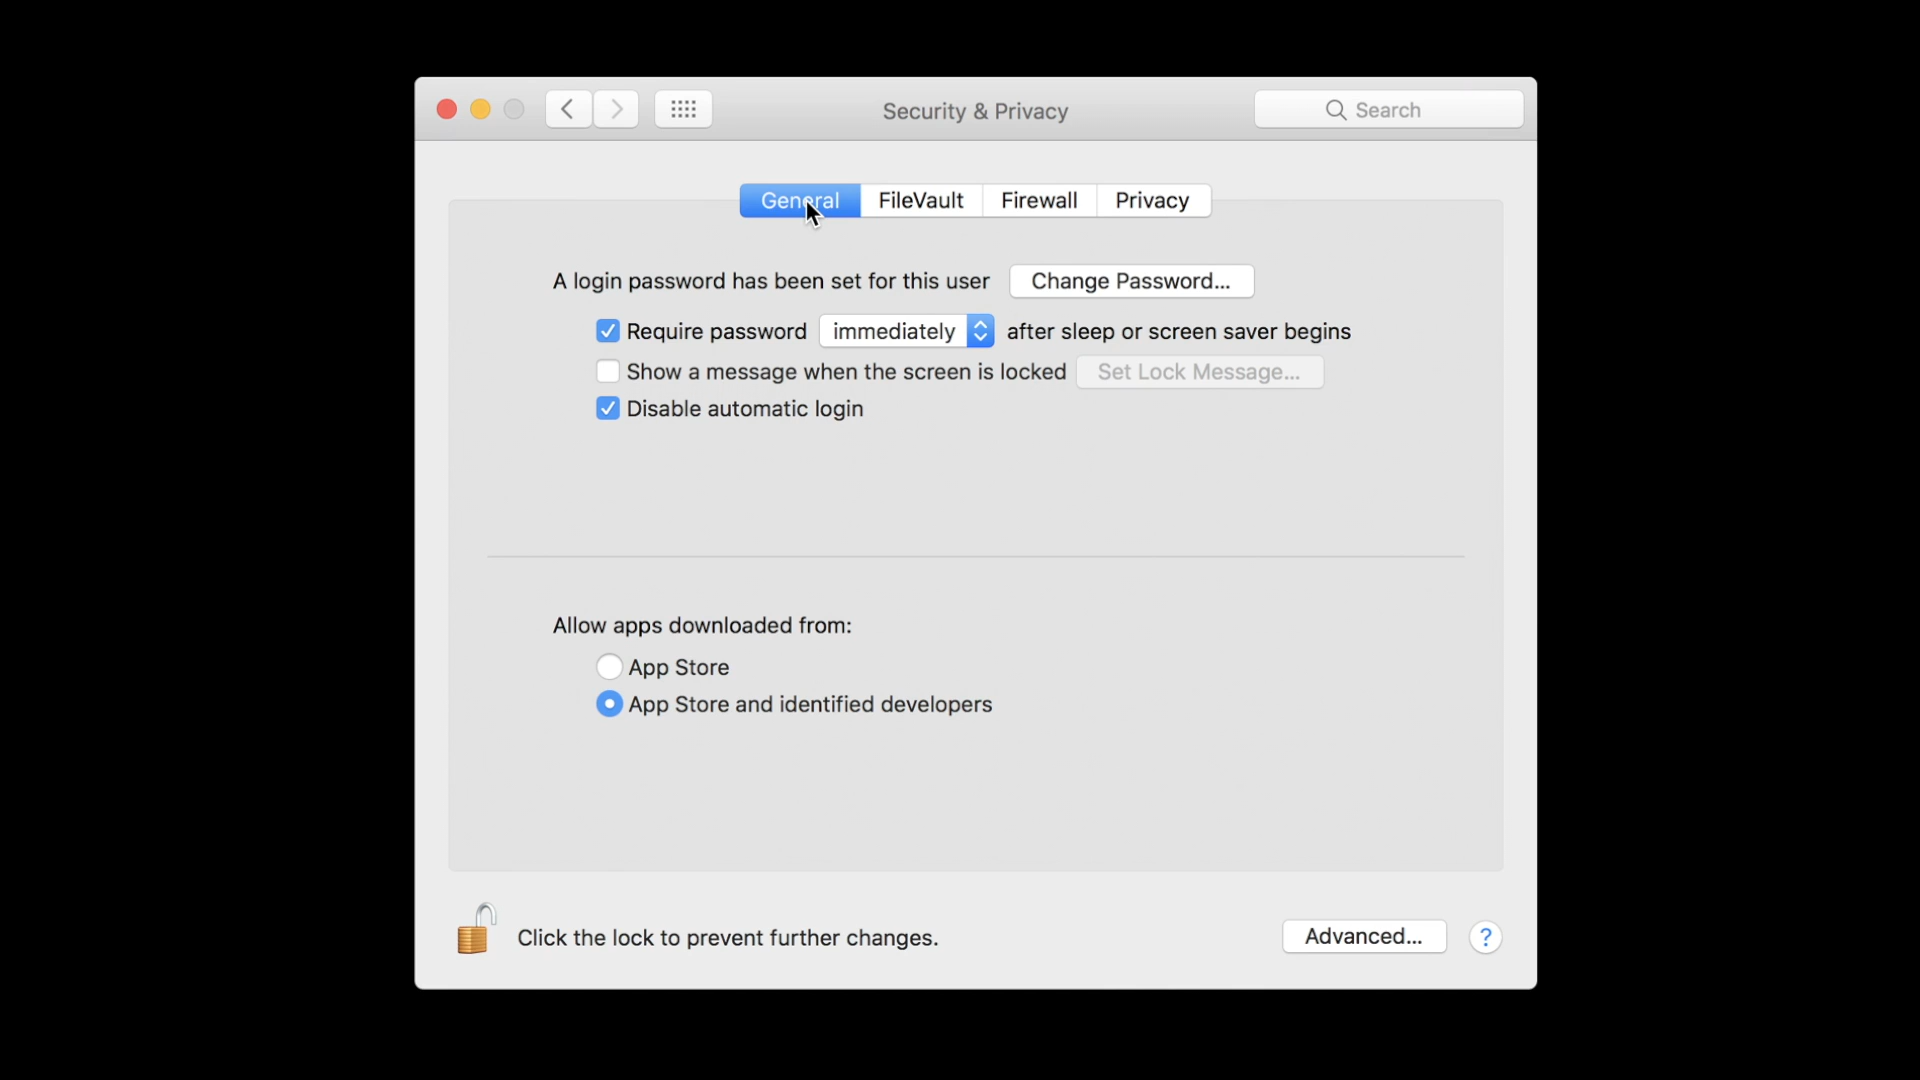 Security & Privacy
Search
General FileVault Firewall Privacy
A login password has been set for this user Change Password...
Require password immediately after sleep or screen saver begins
Show a message when the screen is locked Set Lock Message...
Disable automatic login
Allow apps downloaded from:
App Store
App Store and identified developers
Click the lock to prevent further changes.
Advanced... ?